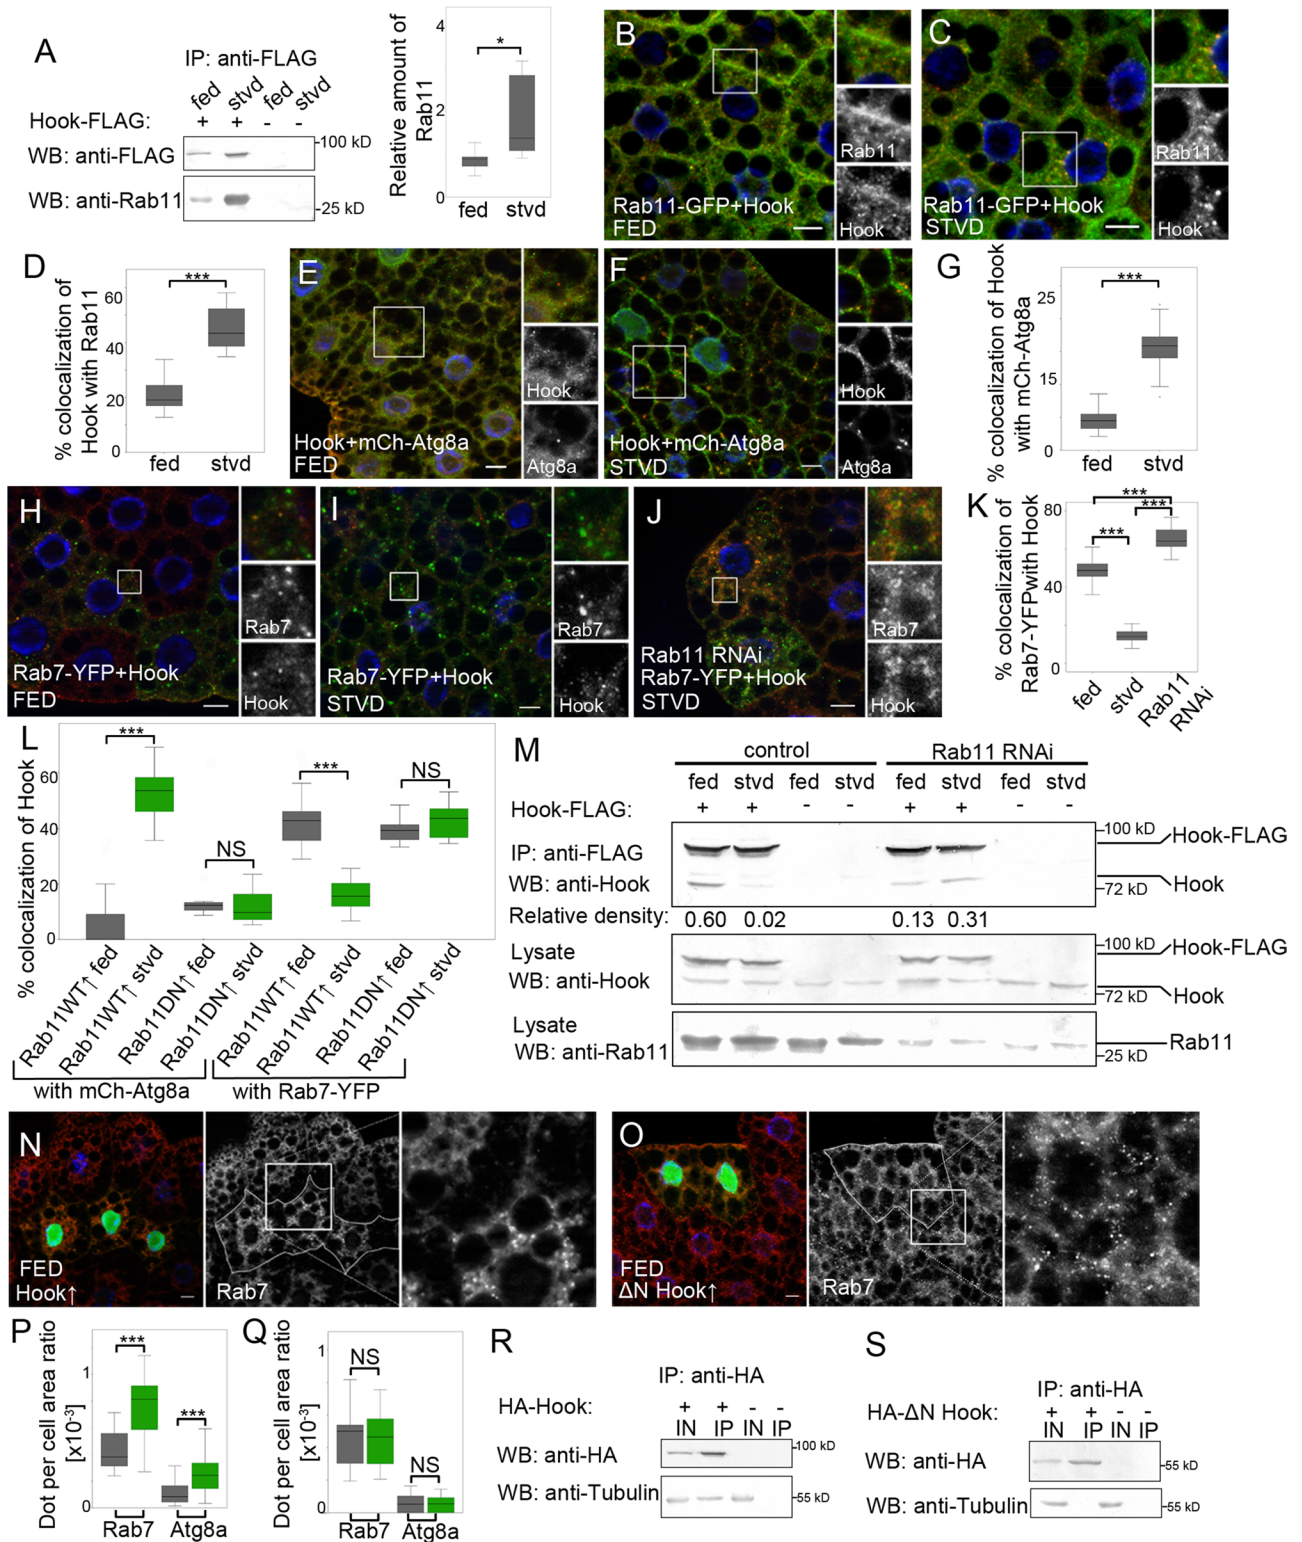 A
IP: anti-FLAG
fed stvd fed stvd
Hook-FLAG: + + - -
WB: anti-FLAG
100 kD
WB: anti-Rab11
25 kD
Relative amount of
Rab11
4
2
0
*
fed stvd
B
Rab11-GFP+Hook
FED
Rab11
Hook
C
Rab11-GFP+Hook
STVD
Rab11
Hook
D
% colocalization of
Hook with Rab11
60
40
20
0
***
fed stvd
E
Hook+mCh-Atg8a
FED
Hook
Atg8a
F
Hook+mCh-Atg8a
STVD
Hook
Atg8a
G
% colocalization of Hook
with mCh-Atg8a
25
15
0
***
fed stvd
H
Rab7-YFP+Hook
FED
Rab7
Hook
I
Rab7-YFP+Hook
STVD
Rab7
Hook
J
Rab11 RNAi
Rab7-YFP+Hook
STVD
Rab7
Hook
K
% colocalization of
Rab7-YFPwith Hook
80
40
0
***
*** ***
fed
stvd
Rab11
RNAi
L
% colocalization of Hook
60
40
20
0
*** NS *** NS
Rab11WT↑ fed
Rab11WT↑ stvd
Rab11DN↑ fed
Rab11DN↑ stvd
Rab11WT↑ fed
Rab11WT↑ stvd
Rab11DN↑ fed
Rab11DN↑ stvd
with mCh-Atg8a with Rab7-YFP
M
control Rab11 RNAi
fed stvd fed stvd fed stvd fed stvd
Hook-FLAG: + + - - + + - -
IP: anti-FLAG
WB: anti-Hook
100 kD
Hook-FLAG
72 kD
Hook
Relative density: 0.60 0.02 0.13 0.31
Lysate
WB: anti-Hook
100 kD
Hook-FLAG
72 kD
Hook
Lysate
WB: anti-Rab11
Rab11
25 kD
N
FED
Hook↑
Rab7
O
FED
ΔN Hook↑
Rab7
P
Dot per cell area ratio
[x10⁻³]
1
0
***
***
Rab7 Atg8a
Q
Dot per cell area ratio
[x10⁻³]
1
0
NS
NS
Rab7 Atg8a
R
IP: anti-HA
HA-Hook: + + - -
IN IP IN IP
WB: anti-HA
100 kD
WB: anti-Tubulin
55 kD
S
IP: anti-HA
HA-ΔN Hook: + + - -
IN IP IN IP
WB: anti-HA
55 kD
WB: anti-Tubulin
55 kD